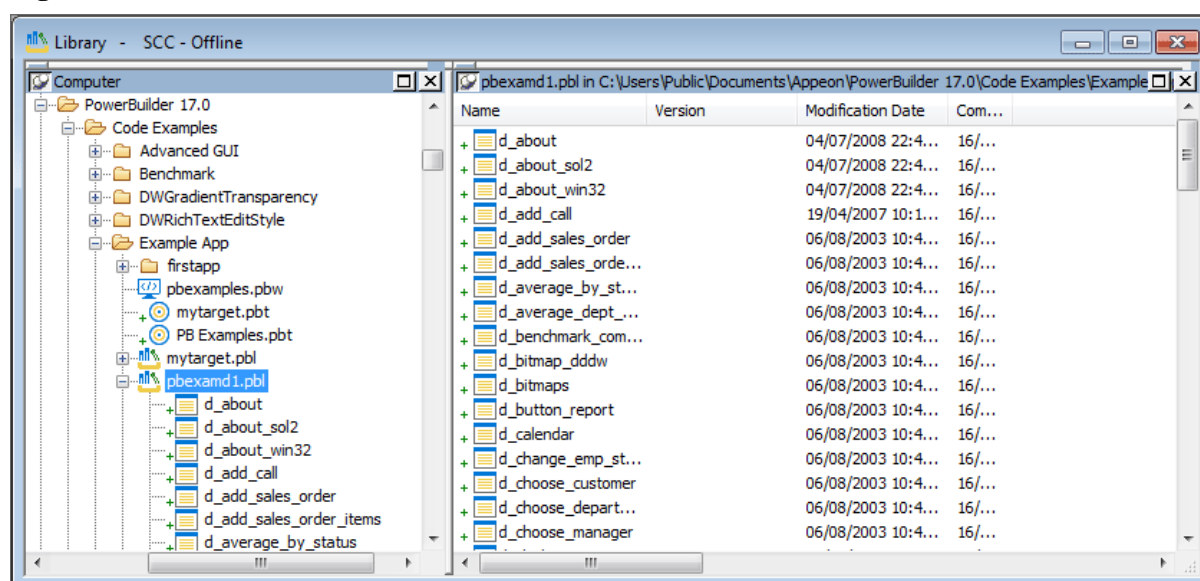 Library - SCC - Offline
Computer
PowerBuilder 17.0
Code Examples
Advanced GUI
Benchmark
DWGradientTransparency
DWRichTextEditStyle
Example App
firstapp
pbexamples.pbw
mytarget.pbt
PB Examples.pbt
mytarget.pbl
pbexamd1.pbl
d_about
d_about_sol2
d_about_win32
d_add_call
d_add_sales_order
d_add_sales_order_items
d_average_by_status
pbexamd1.pbl in C:\Users\Public\Documents\Appeon\PowerBuilder 17.0\Code Examples\Example
Name Version Modification Date Com...
d_about 04/07/2008 22:4... 16/...
d_about_sol2 04/07/2008 22:4... 16/...
d_about_win32 04/07/2008 22:4... 16/...
d_add_call 19/04/2007 10:1... 16/...
d_add_sales_order 06/08/2003 10:4... 16/...
d_add_sales_orde... 06/08/2003 10:4... 16/...
d_average_by_st... 06/08/2003 10:4... 16/...
d_average_dept_... 06/08/2003 10:4... 16/...
d_benchmark_com... 06/08/2003 10:4... 16/...
d_bitmap_dddw 06/08/2003 10:4... 16/...
d_bitmaps 06/08/2003 10:4... 16/...
d_button_report 06/08/2003 10:4... 16/...
d_calendar 06/08/2003 10:4... 16/...
d_change_emp_st... 06/08/2003 10:4... 16/...
d_choose_customer 06/08/2003 10:4... 16/...
d_choose_depart... 06/08/2003 10:4... 16/...
d_choose_manager 06/08/2003 10:4... 16/...